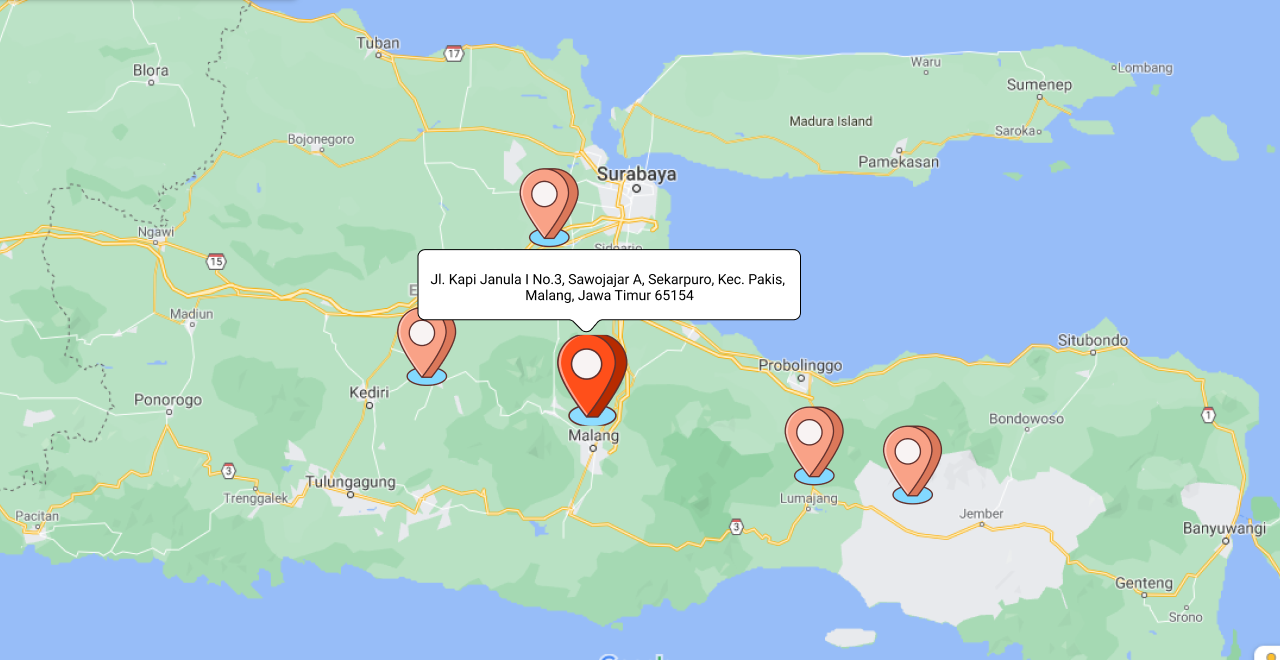 Tuban
17
Blora
Waru
Lombang
Sumenep
Madura Island
Saroka
Bojonegoro
Pamekasan
Surabaya
Ngawi
15
Jl. Kapi Janula I No.3, Sawojajar A, Sekarpuro, Kec. Pakis,
Malang, Jawa Timur 65154
Madiun
Situbondo
Probolinggo
Kediri
Ponorogo
1
Bondowoso
Malang
3
Tulungagung
Trenggalek
Lumajang
Pacitan
Jember
3
Banyuwangi
Genteng
Srono